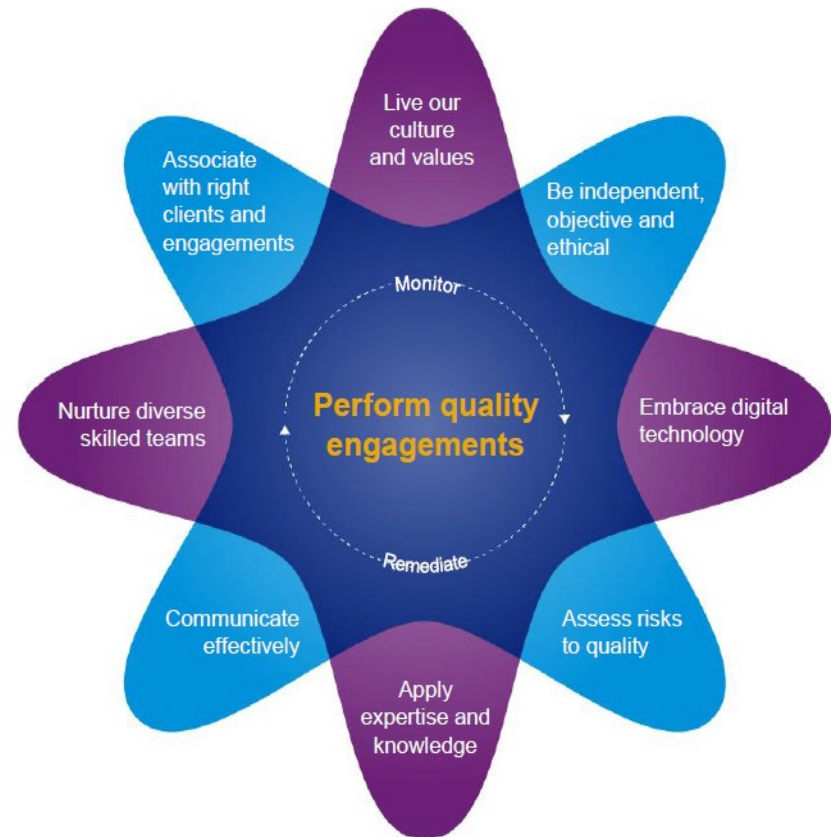 Live our
culture
and values
Be independent,
objective and
ethical
Embrace digital
technology
Assess risks
to quality
Apply
expertise and
knowledge
Communicate
effectively
Nurture diverse
skilled teams
Associate
with right
clients and
engagements
Monitor
Perform quality
engagements
Remediate